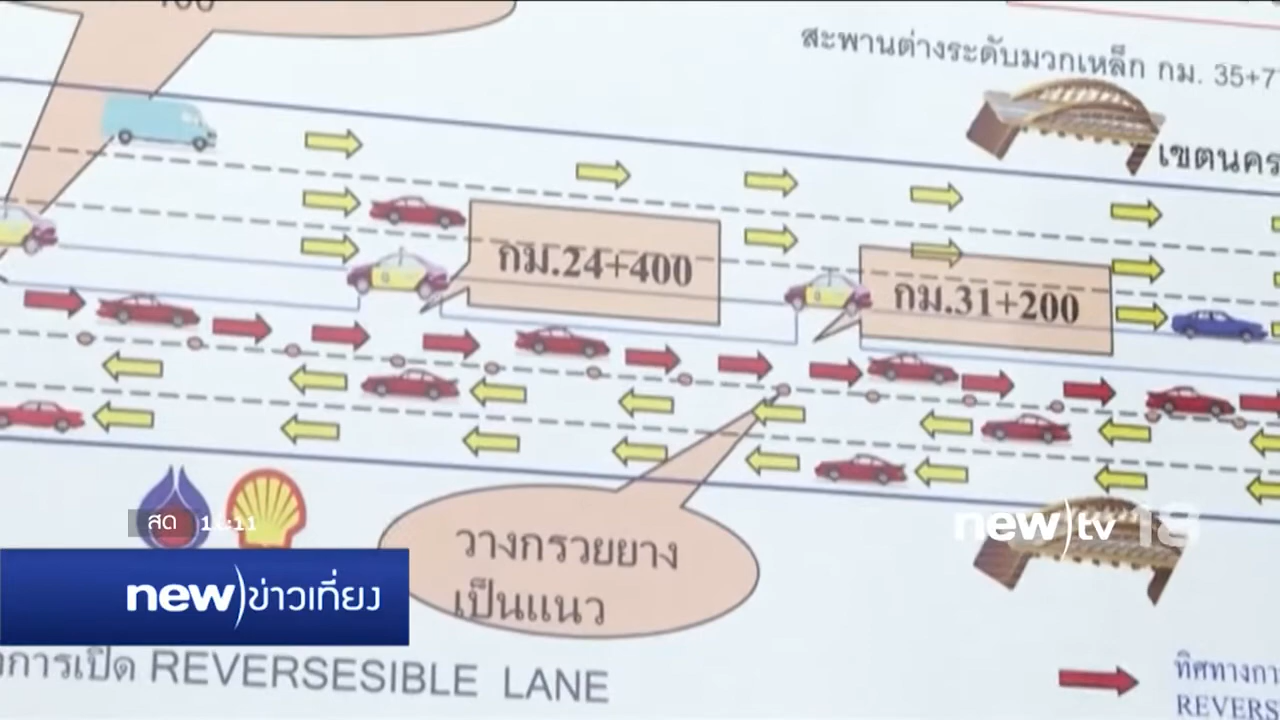 สะพานต่างระดับมวกเหล็ก กม. 35+7
เขตนคร
กม.24+400
กม.31+200
วางกรวยยาง
เป็นแนว
สด
new)tv 18
new)ข่าวเที่ยง
การเปิด REVERSESIBLE LANE
ทิศทางกา
REVERS